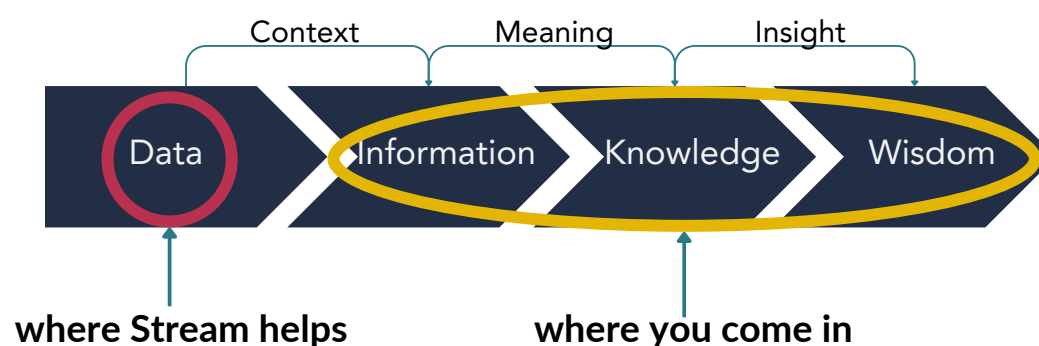 Context Meaning Insight
Data Information Knowledge Wisdom
where Stream helps where you come in